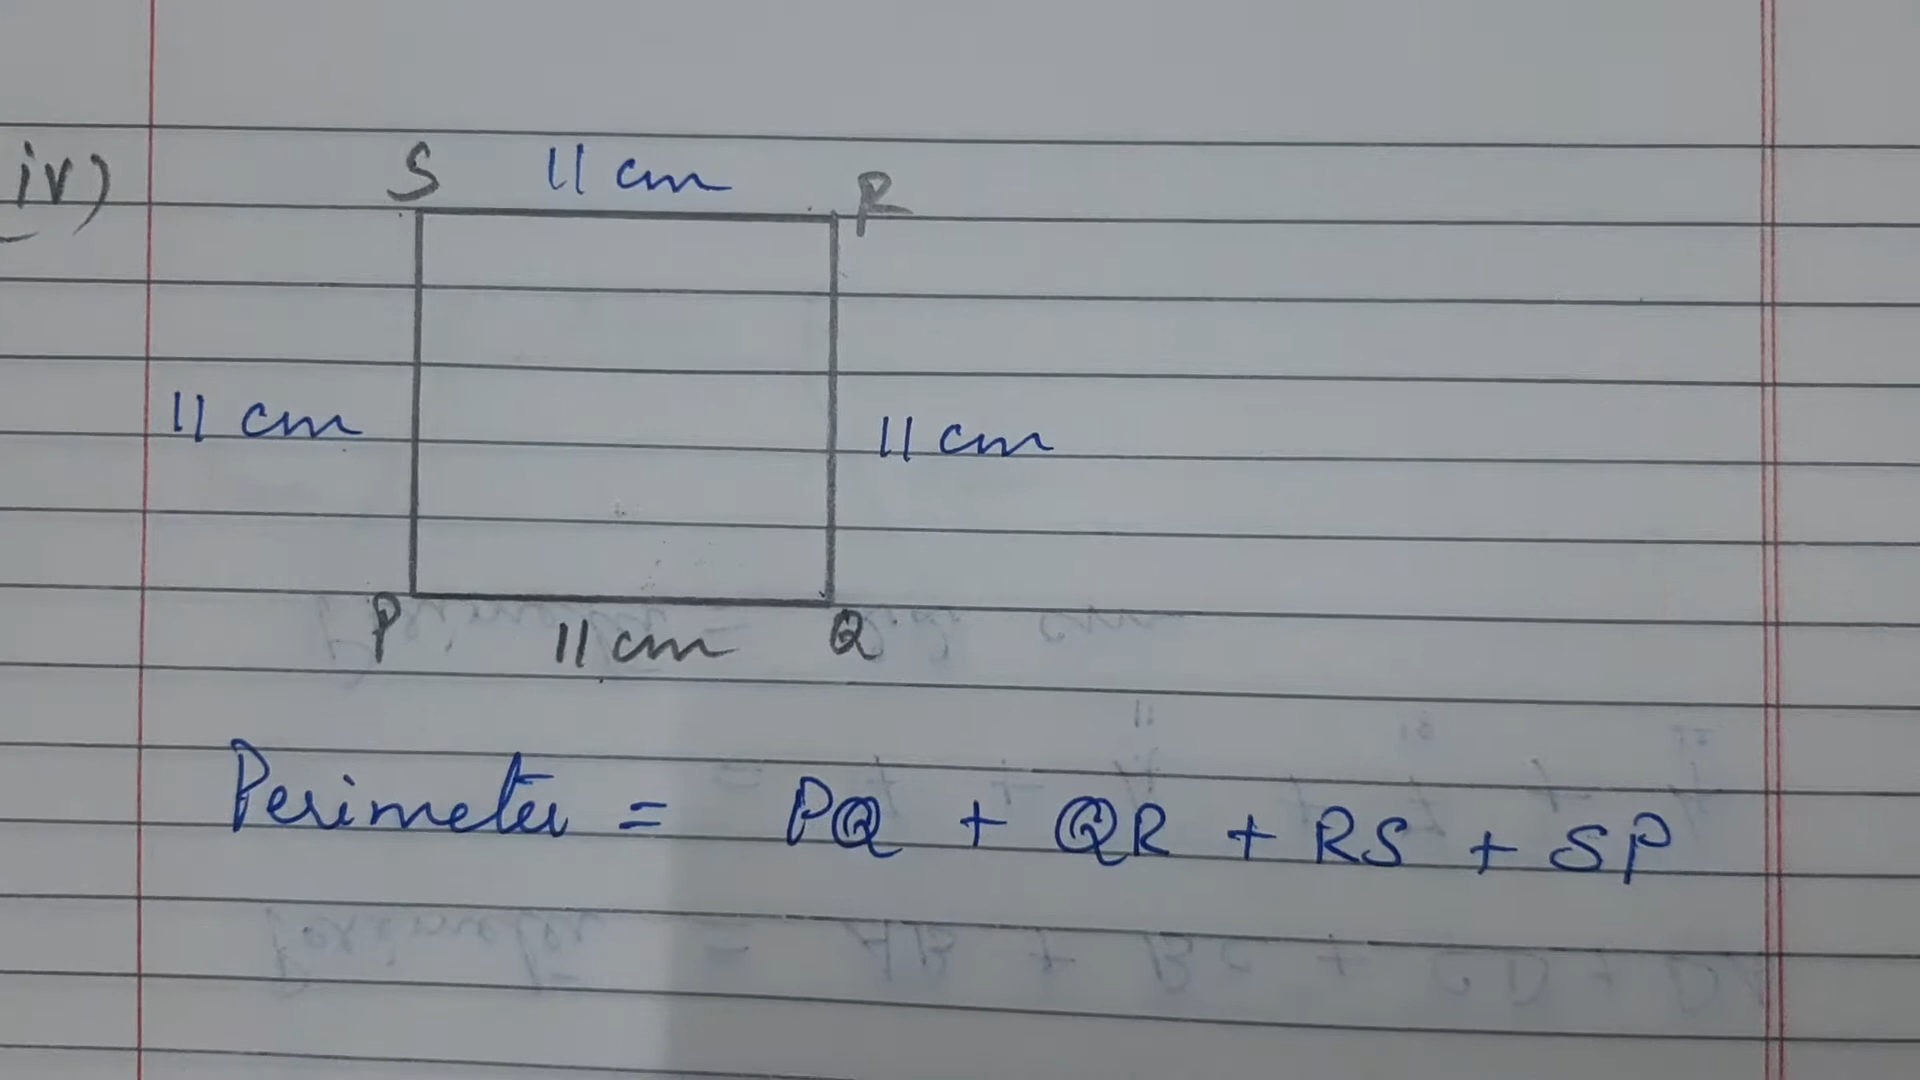 iv)
S 11 cm R
11 cm 11 cm
P 11 cm Q
Perimeter = PQ + QR + RS + SP